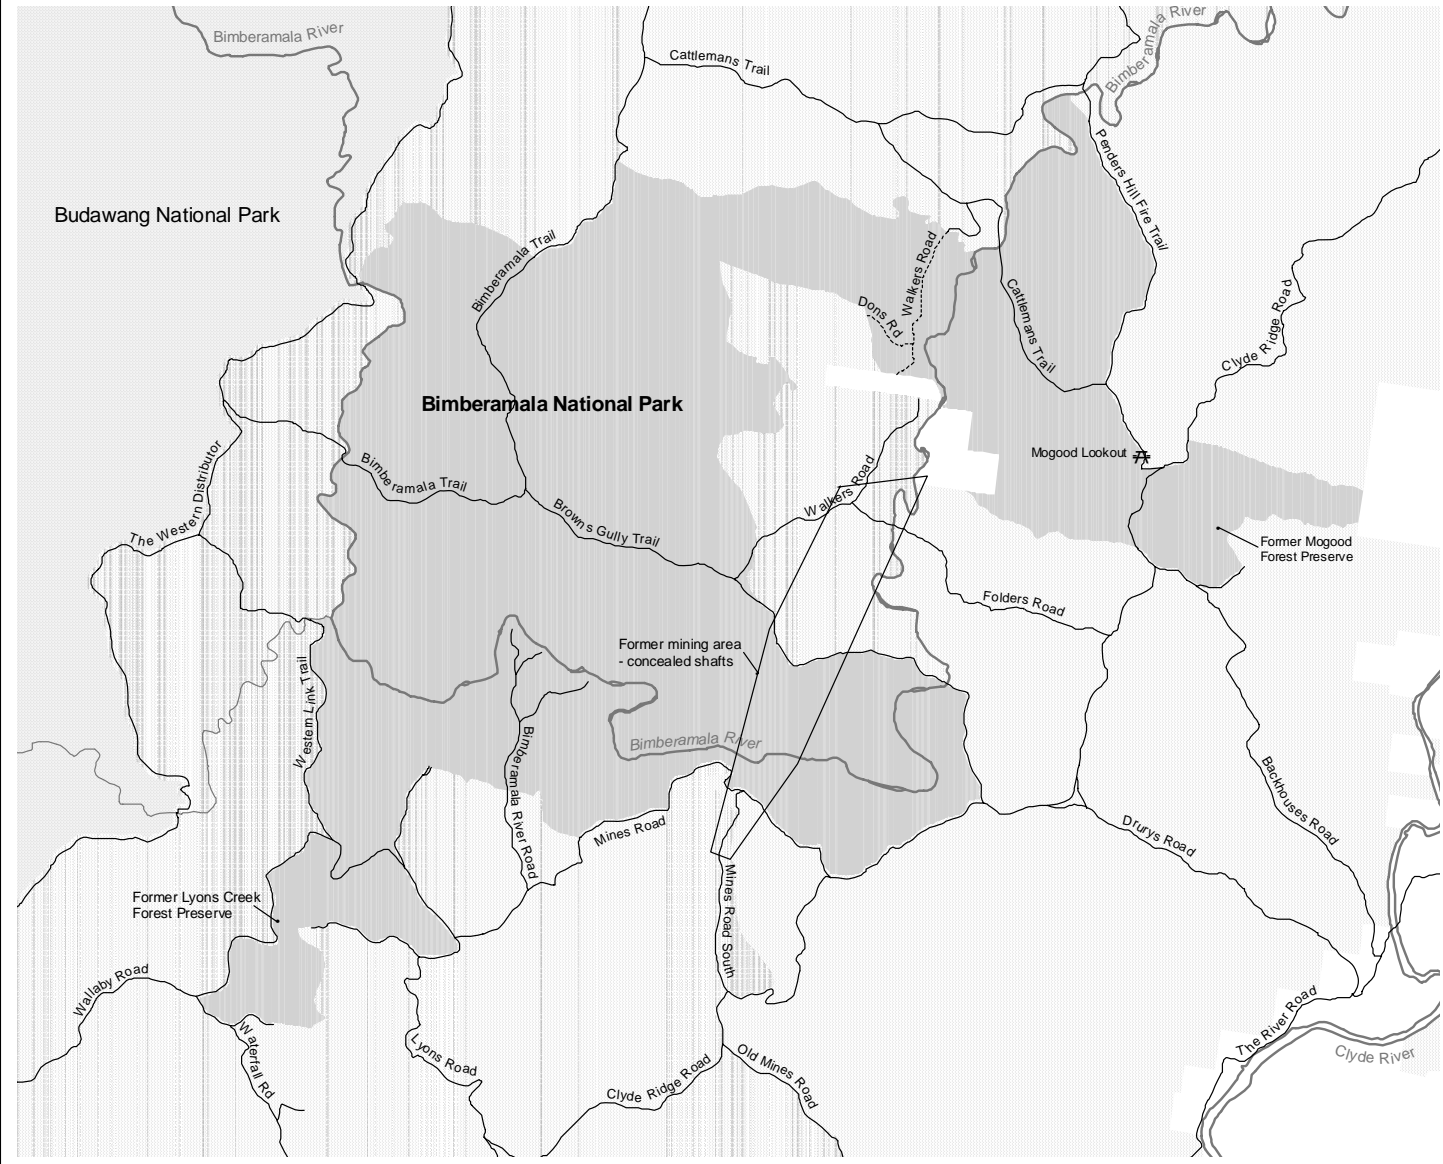 Bimberamala River
Bimberamala River
Cattlemans Trail
Penders Hill Fire Trail
Budawang National Park
Bimberamala Trail
Walkers Road
Dons Rd
Cattlemans Trail
Clyde Ridge Road
Bimberamala National Park
Mogood Lookout
The Western Distributor
Bimberamala Trail
Walkers Road
Browns Gully Trail
Former Mogood
Forest Preserve
Folders Road
Former mining area
- concealed shafts
Western Link Trail
Bimberamala River
Bimberamala River Road
Mines Road
Drurys Road
Backhouses Road
Former Lyons Creek
Forest Preserve
Mines Road South
Wallaby Road
Waterfall Rd
Lyons Road
Clyde Ridge Road
Old Mines Road
The River Road
Clyde River